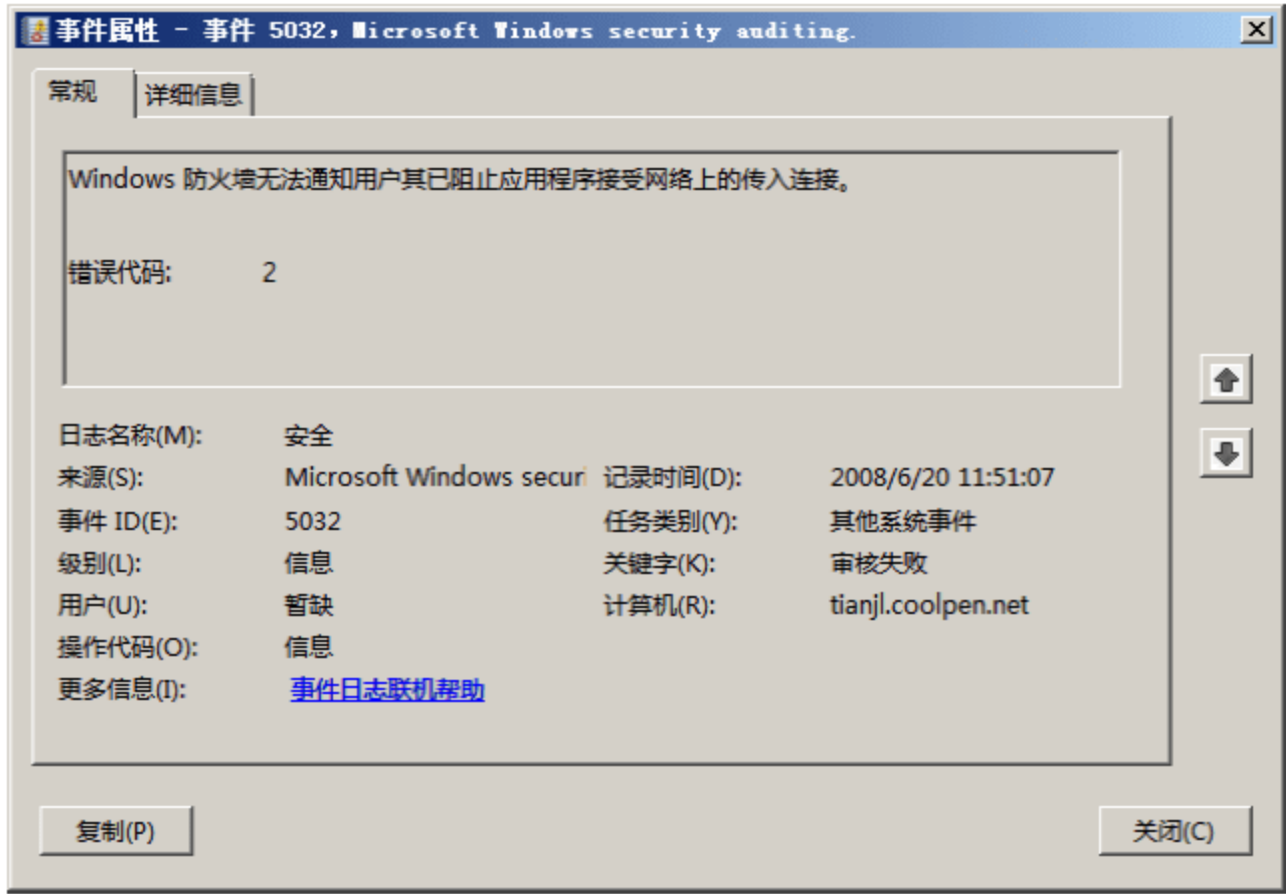 事件属性 - 事件 5032，Microsoft Windows security auditing.
常规 详细信息
Windows 防火墙无法通知用户其已阻止应用程序接受网络上的传入连接。
错误代码: 2
日志名称(M): 安全
来源(S): Microsoft Windows securi 记录时间(D): 2008/6/20 11:51:07
事件 ID(E): 5032 任务类别(Y): 其他系统事件
级别(L): 信息 关键字(K): 审核失败
用户(U): 暂缺 计算机(R): tianjl.coolpen.net
操作代码(O): 信息
更多信息(I): 事件日志联机帮助
复制(P) 关闭(C)